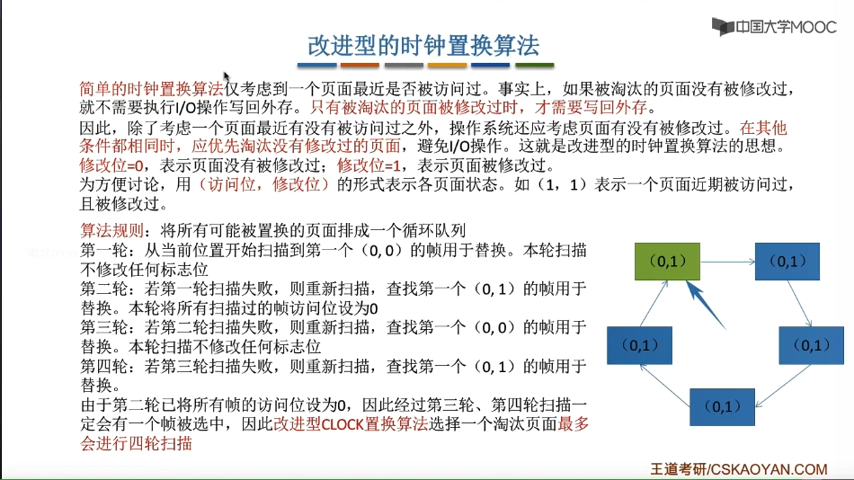 中国大学MOOC
改进型的时钟置换算法
简单的时钟置换算法仅考虑到一个页面最近是否被访问过。事实上，如果被淘汰的页面没有被修改过，
就不需要执行I/O操作写回外存。只有被淘汰的页面被修改过时，才需要写回外存。
因此，除了考虑一个页面最近有没有被访问过之外，操作系统还应考虑页面有没有被修改过。在其他
条件都相同时，应优先淘汰没有修改过的页面，避免I/O操作。这就是改进型的时钟置换算法的思想。
修改位=0，表示页面没有被修改过；修改位=1，表示页面被修改过。
为方便讨论，用（访问位，修改位）的形式表示各页面状态。如（1，1）表示一个页面近期被访问过，
且被修改过。
算法规则：将所有可能被置换的页面排成一个循环队列
第一轮：从当前位置开始扫描到第一个（0, 0）的帧用于替换。本轮扫描
不修改任何标志位
第二轮：若第一轮扫描失败，则重新扫描，查找第一个（0, 1）的帧用于
替换。本轮将所有扫描过的帧访问位设为0
第三轮：若第二轮扫描失败，则重新扫描，查找第一个（0, 0）的帧用于
替换。本轮扫描不修改任何标志位
第四轮：若第三轮扫描失败，则重新扫描，查找第一个（0, 1）的帧用于
替换。
由于第二轮已将所有帧的访问位设为0，因此经过第三轮、第四轮扫描一
定会有一个帧被选中，因此改进型CLOCK置换算法选择一个淘汰页面最多
会进行四轮扫描
（0,1）
（0,1）
（0,1）
（0,1）
（0,1）
王道考研/CSKAOYAN.COM